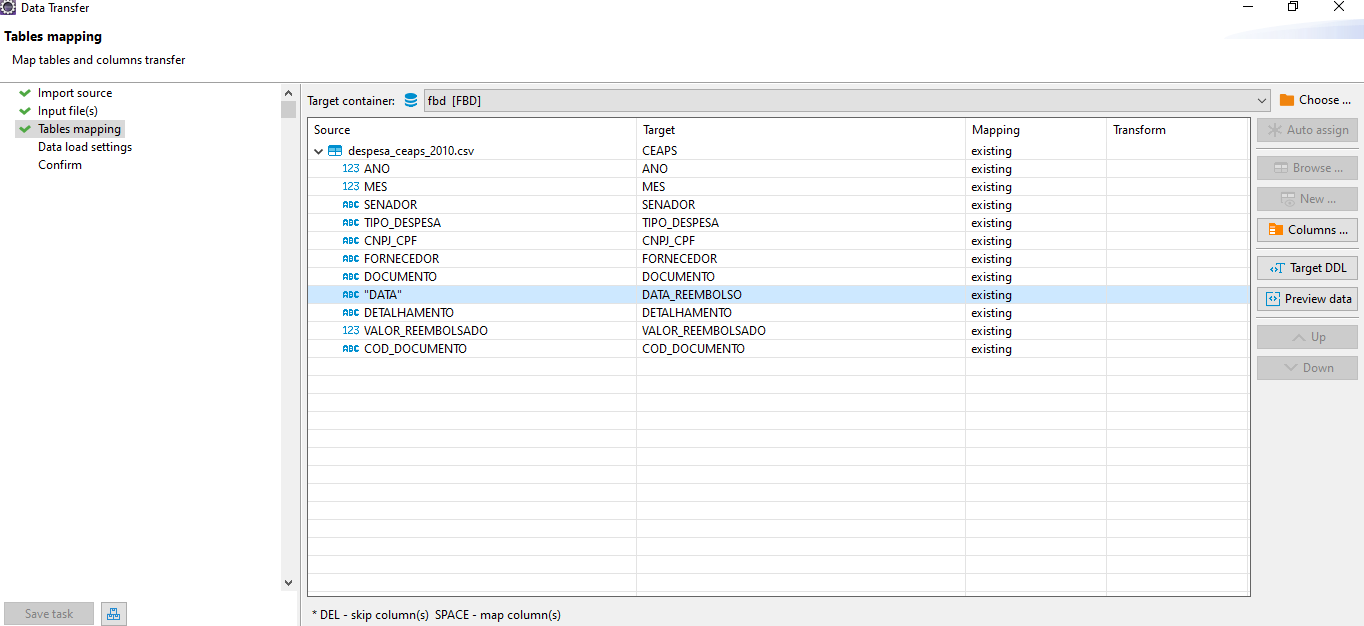 Data Transfer
Tables mapping
Map tables and columns transfer
Import source
Input file(s)
Tables mapping
Data load settings
Confirm
Target container: fbd [FBD] Choose ...
Source Target Mapping Transform
despesa_ceaps_2010.csv CEAPS existing
123 ANO ANO existing
123 MES MES existing
ABC SENADOR SENADOR existing
ABC TIPO_DESPESA TIPO_DESPESA existing
ABC CNPJ_CPF CNPJ_CPF existing
ABC FORNECEDOR FORNECEDOR existing
ABC DOCUMENTO DOCUMENTO existing
ABC "DATA" DATA_REEMBOLSO existing
ABC DETALHAMENTO DETALHAMENTO existing
123 VALOR_REEMBOLSADO VALOR_REEMBOLSADO existing
ABC COD_DOCUMENTO COD_DOCUMENTO existing
Auto assign
Browse ...
New ...
Columns ...
Target DDL
Preview data
Up
Down
* DEL - skip column(s) SPACE - map column(s)
Save task